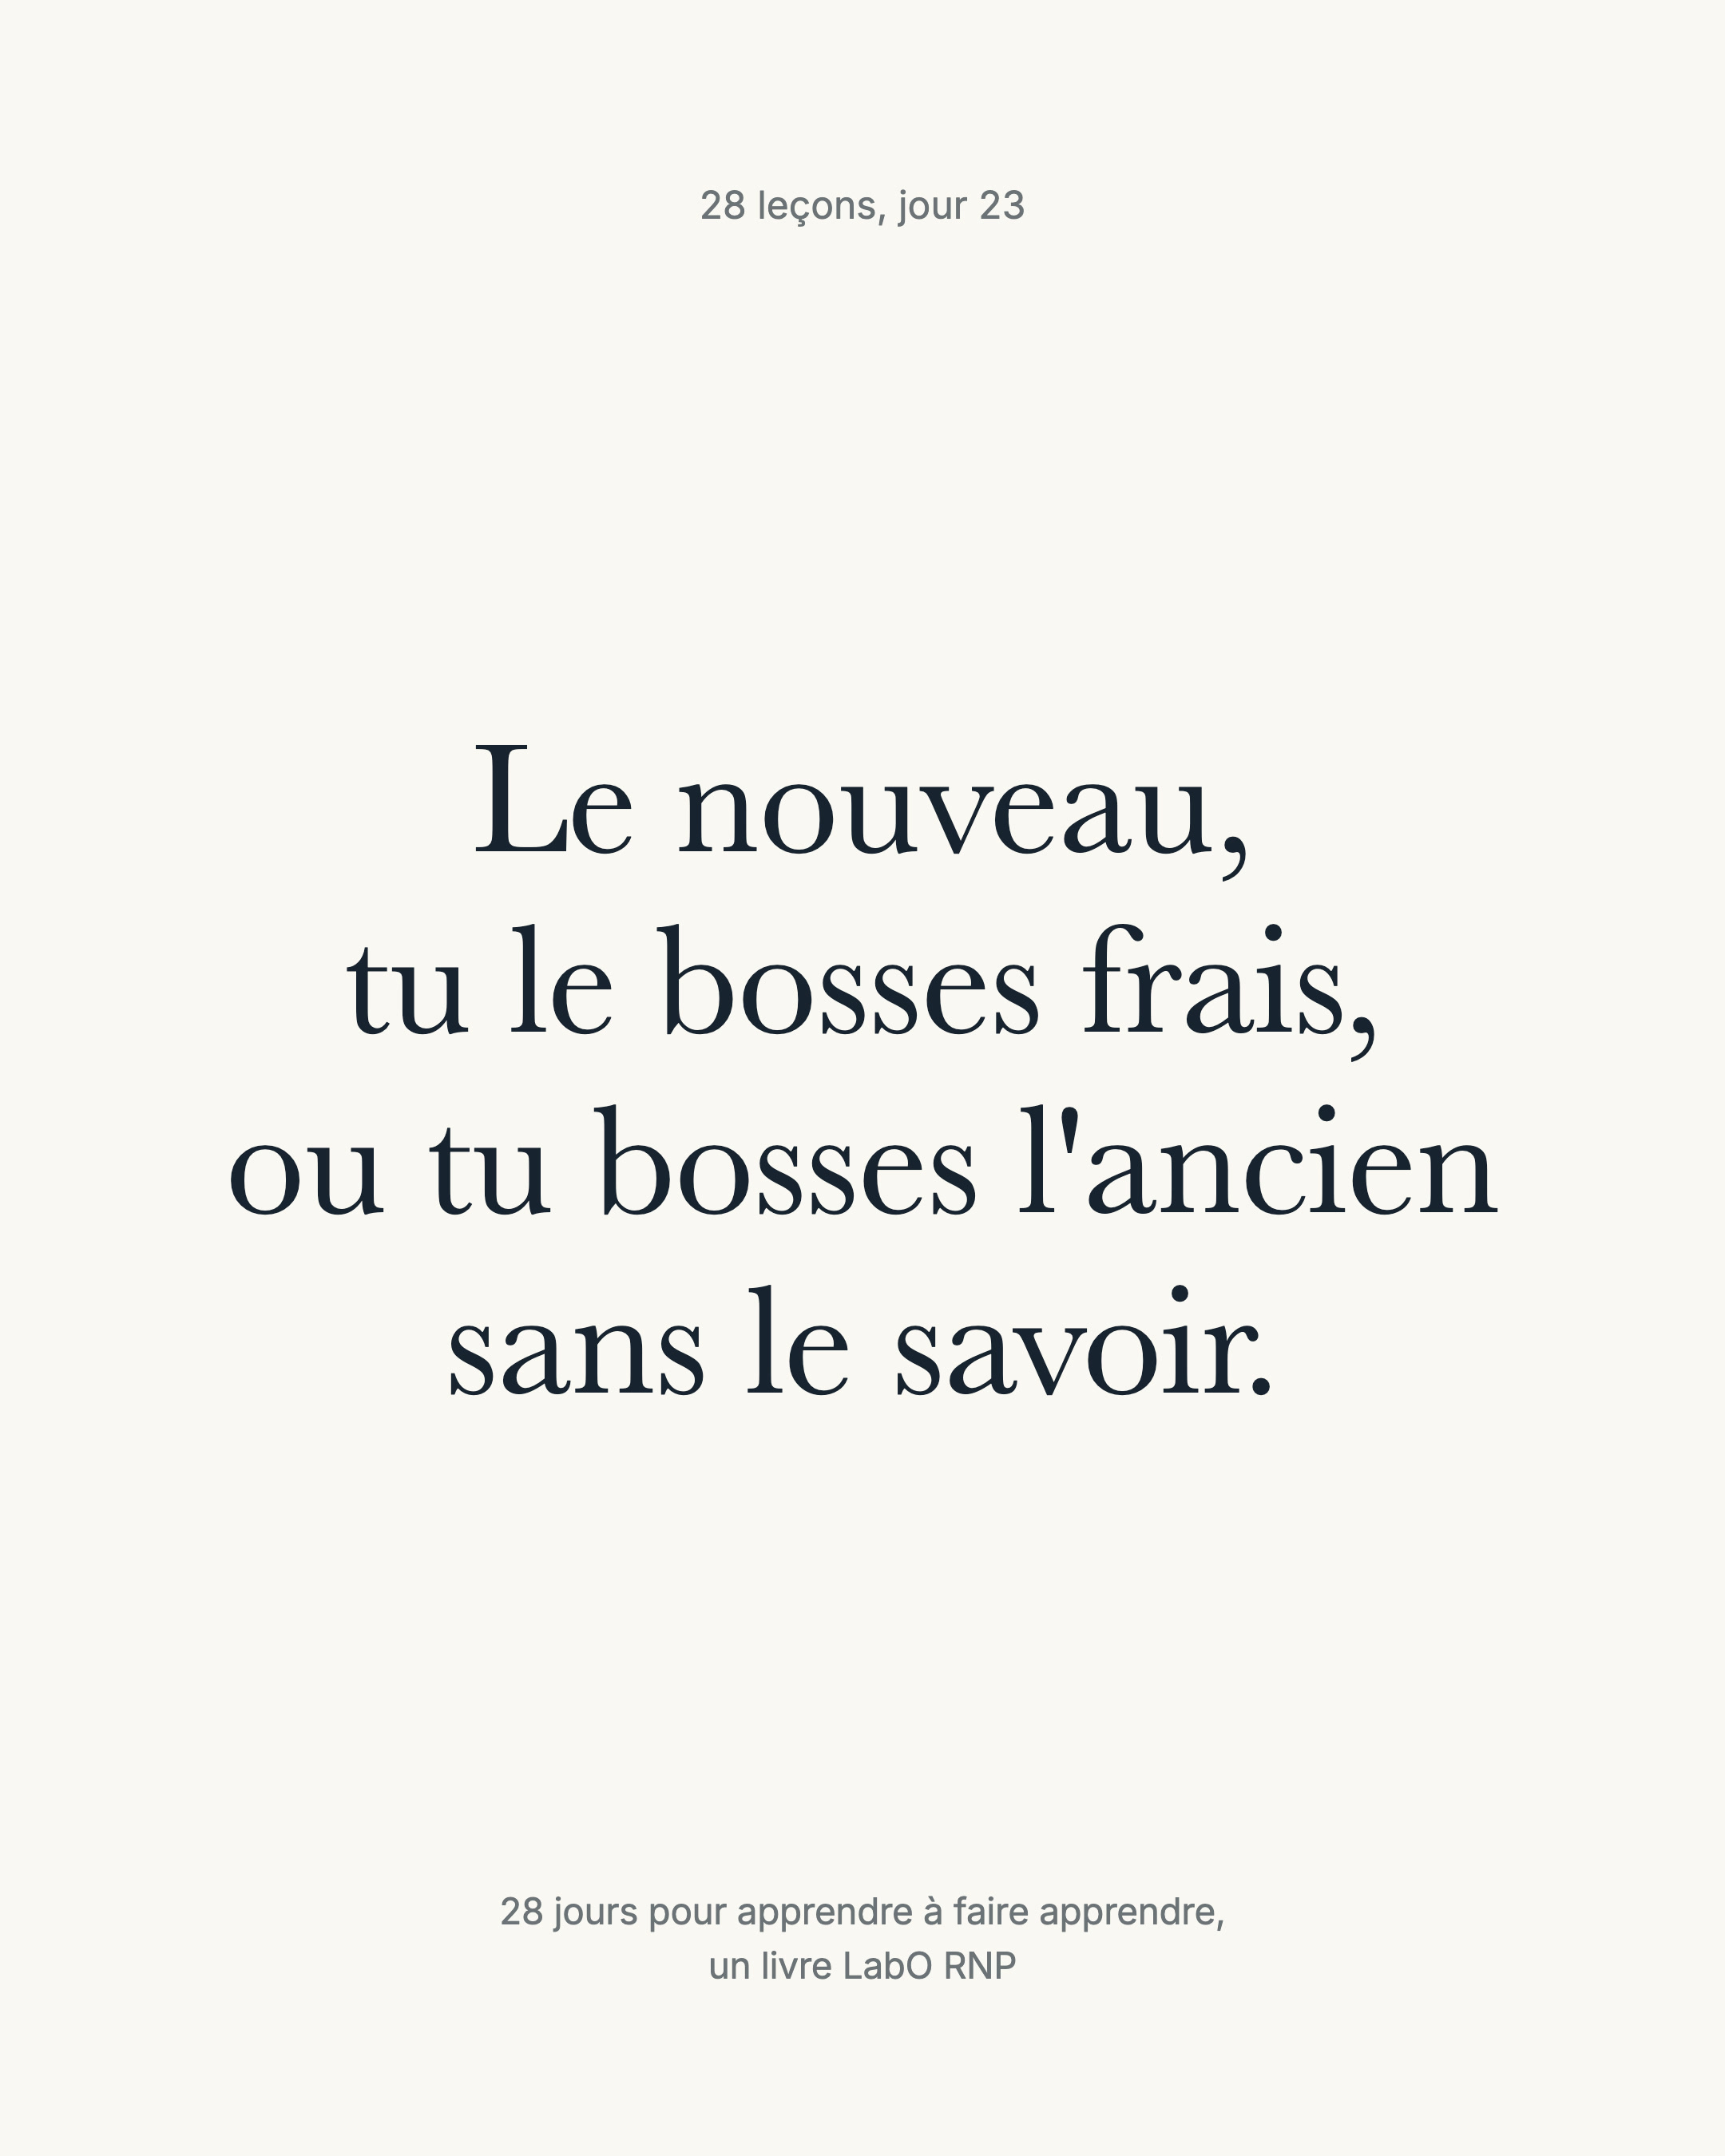 28 leçons, jour 23
Le nouveau,
tu le bosses frais,
ou tu bosses l'ancien
sans le savoir.
28 jours pour apprendre à faire apprendre,
un livre LabO RNP